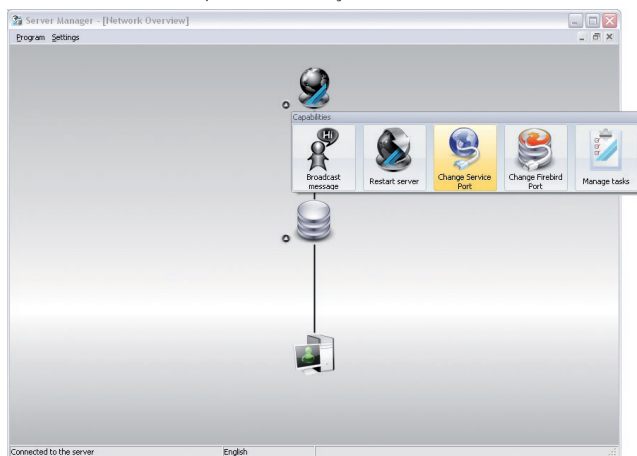 Server Manager - [Network Overview]
Program Settings
Capabilities
Hi
Broadcast message
Restart server
Change Service Port
Change Firebird Port
Manage tasks
Connected to the server
English